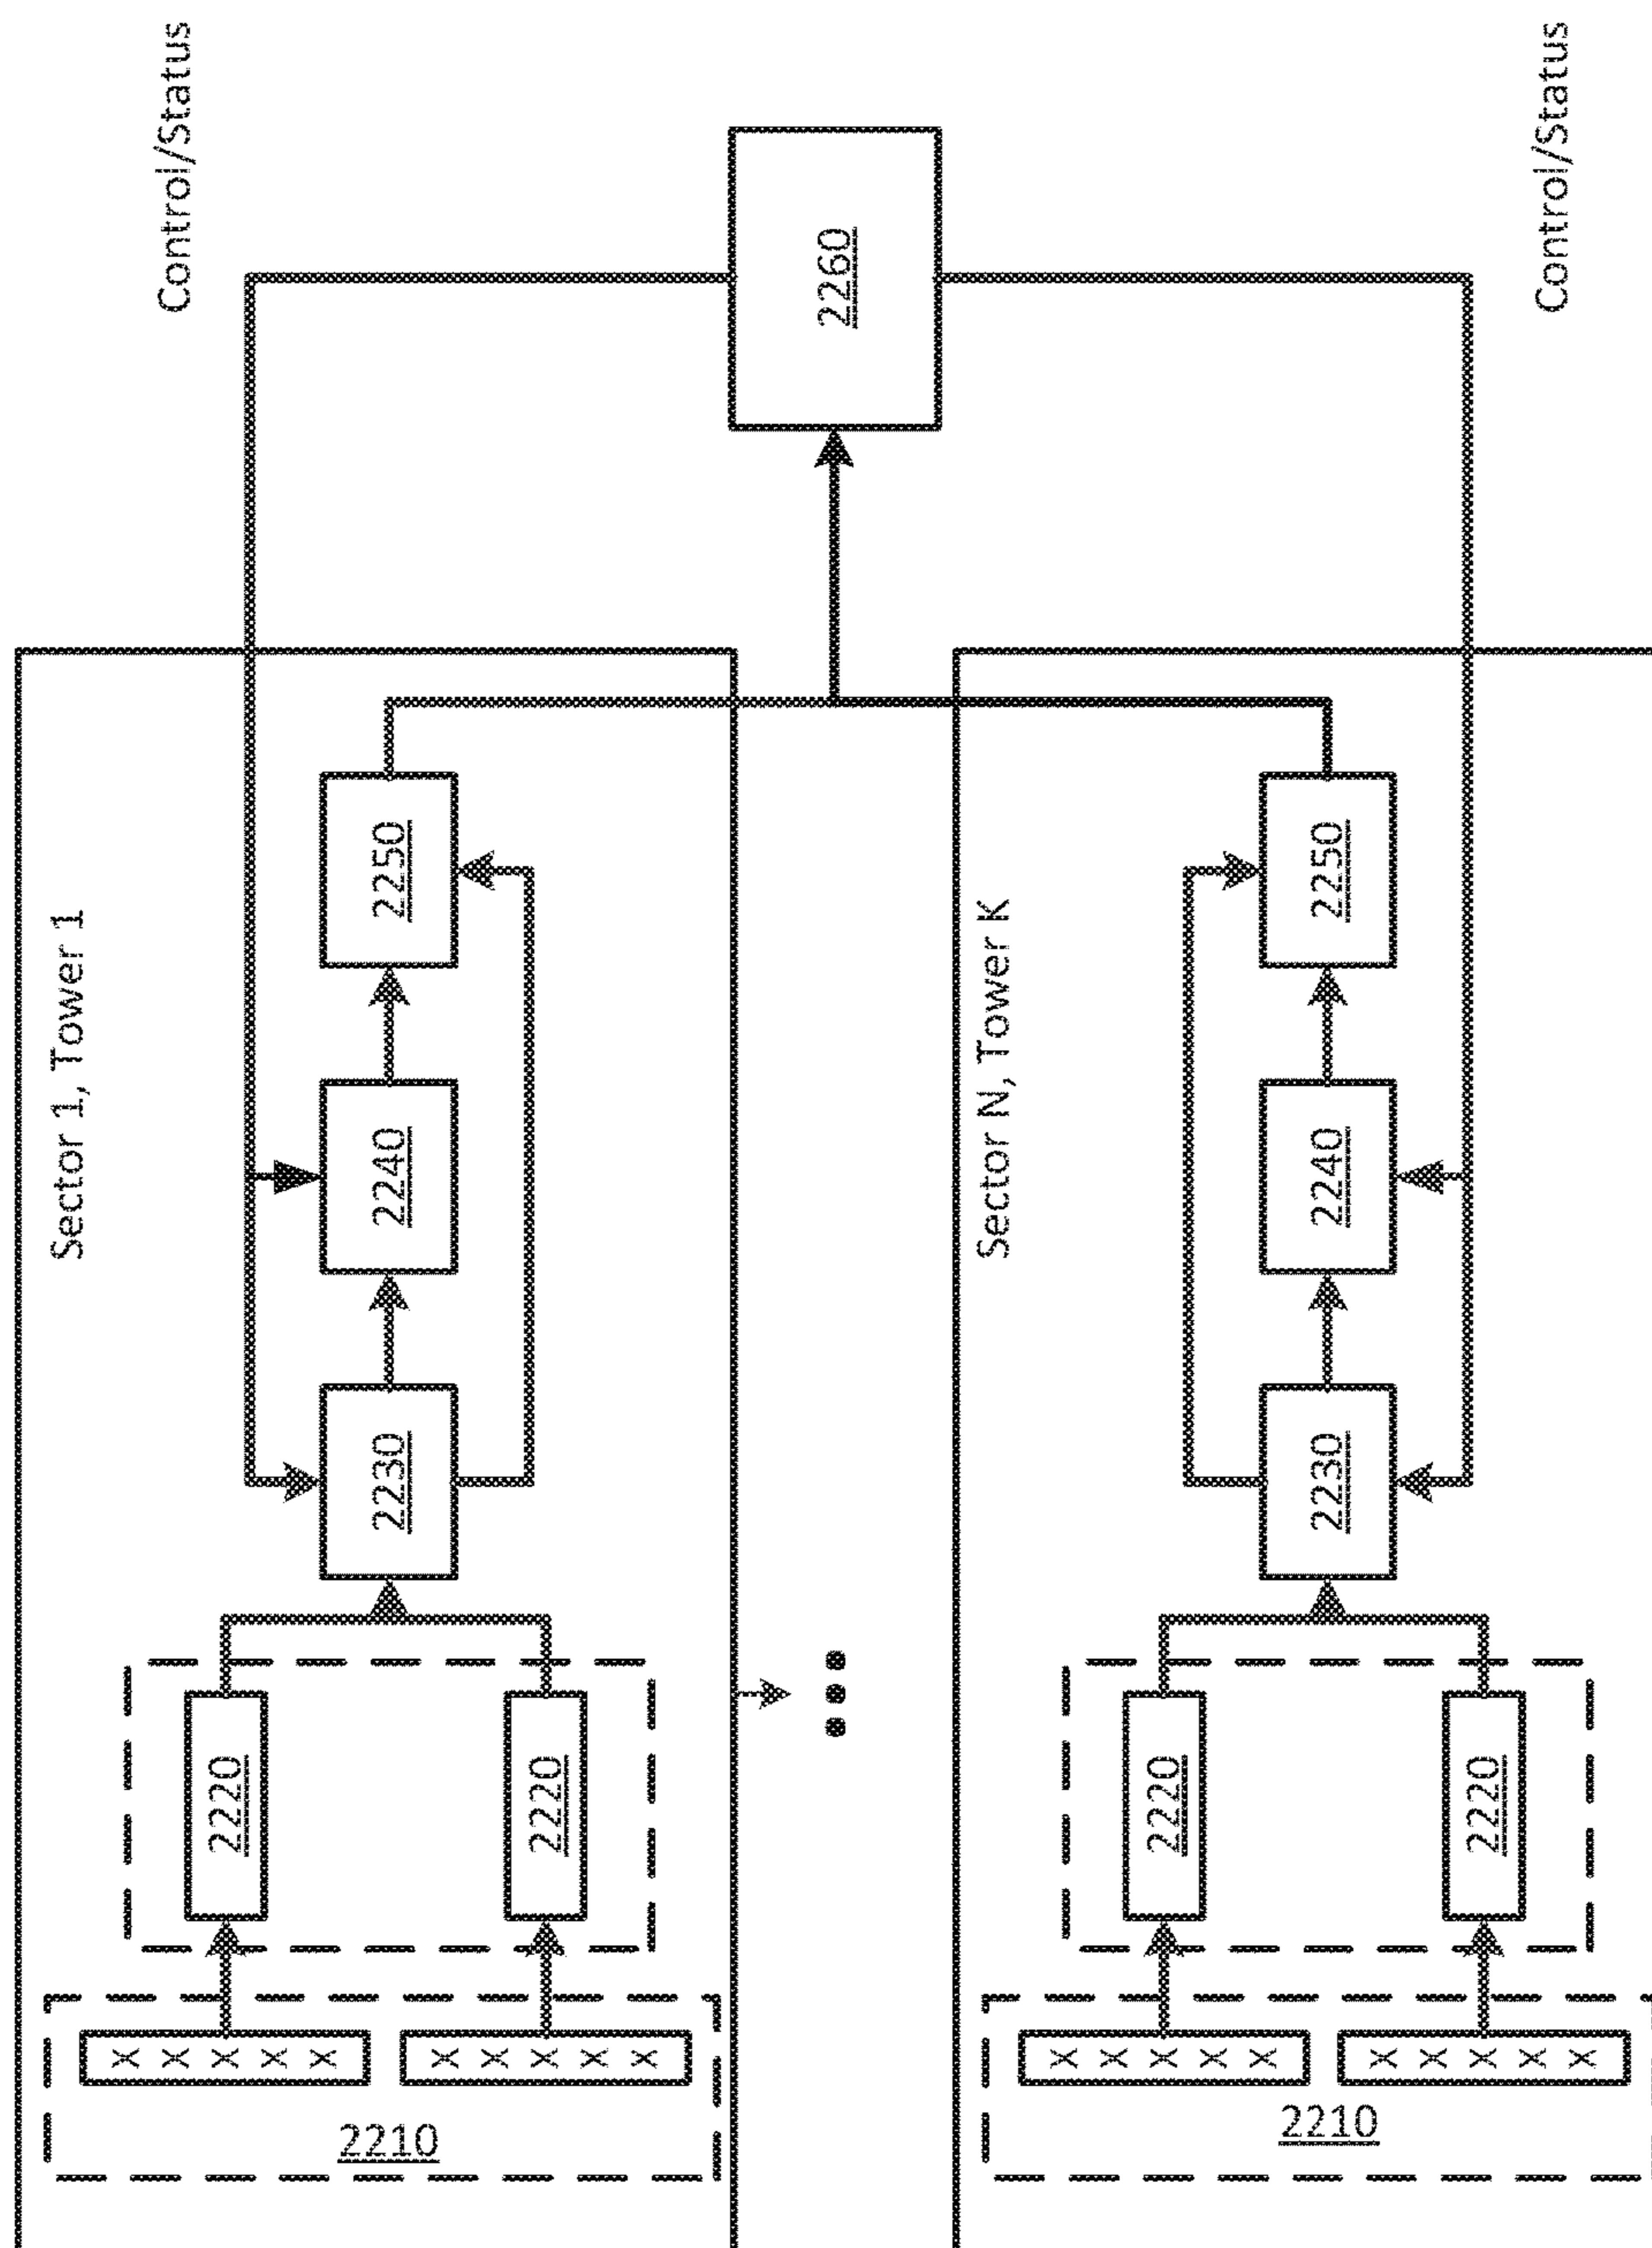 Control/Status
Sector 1, Tower 1
2210
X X X X X
X X X X X
2220
2220
2230
2240
2250
2260
Sector N, Tower K
2210
X X X X X
X X X X X
2220
2220
2230
2240
2250
Control/Status